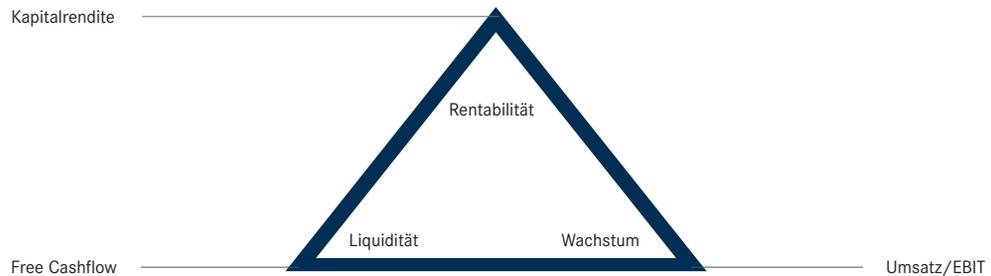 Kapitalrendite
Rentabilität
Liquidität
Wachstum
Free Cashflow
Umsatz/EBIT